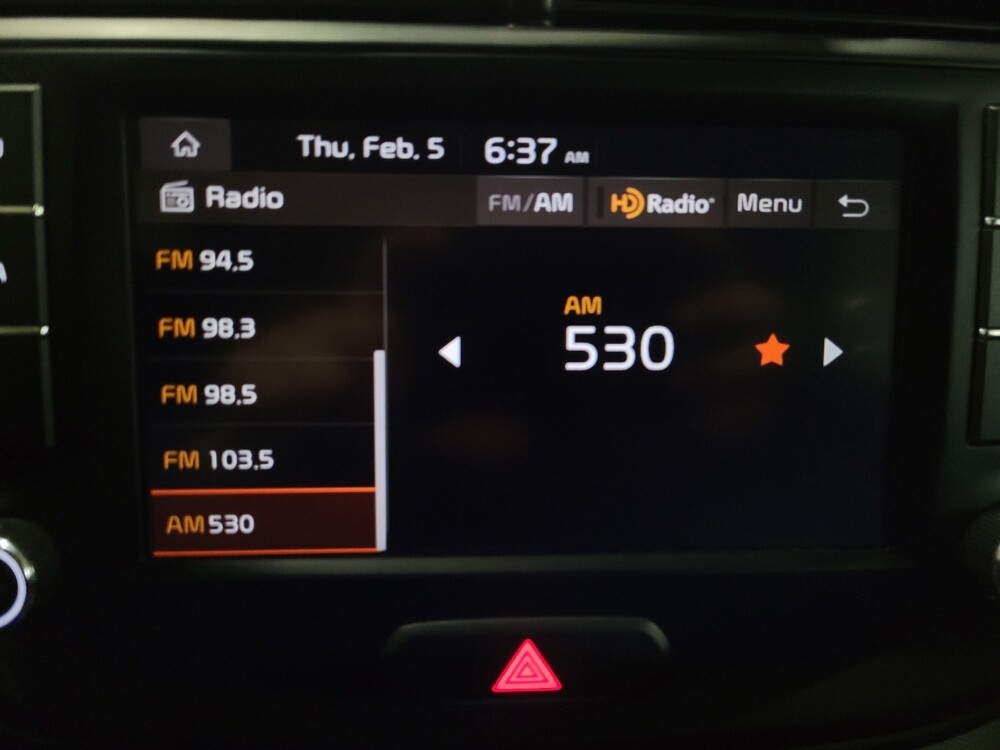 Thu, Feb. 5 6:37 AM
Radio FM/AM HD Radio® Menu
FM 94.5
FM 98.3
FM 98.5
FM 103.5
AM 530
AM
530